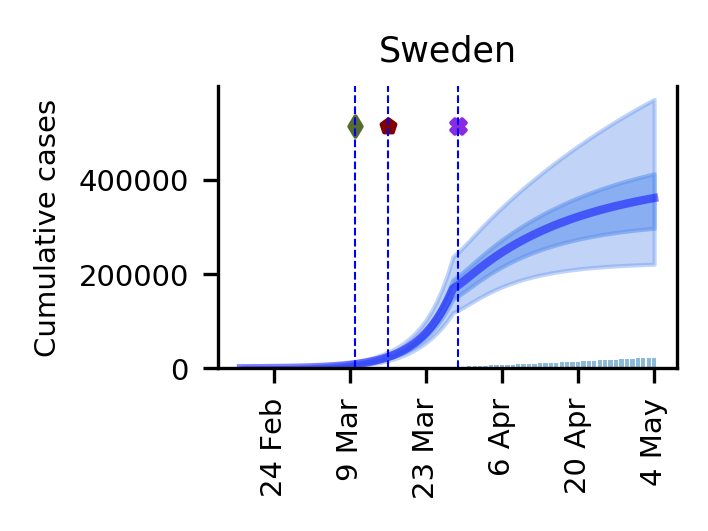 Sweden
Cumulative cases
400000
200000
0
24 Feb
9 Mar
23 Mar
6 Apr
20 Apr
4 May